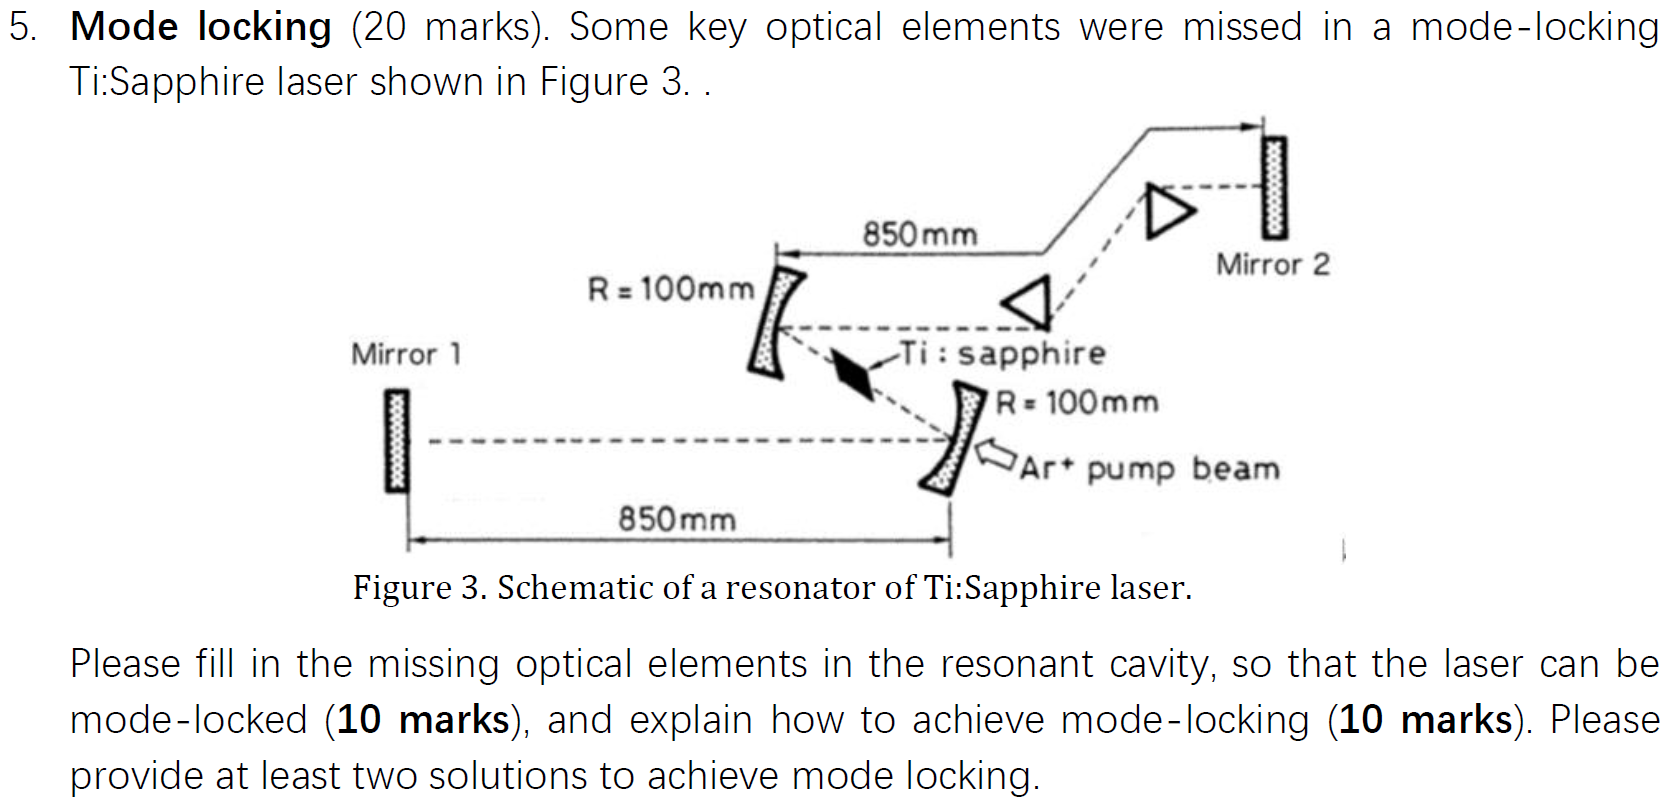 5. Mode locking (20 marks). Some key optical elements were missed in a mode-locking
Ti:Sapphire laser shown in Figure 3. .
850mm
R = 100mm
Mirror 2
Mirror 1
Ti : sapphire
R = 100mm
Ar+ pump beam
850mm
Figure 3. Schematic of a resonator of Ti:Sapphire laser.
Please fill in the missing optical elements in the resonant cavity, so that the laser can be
mode-locked (10 marks), and explain how to achieve mode-locking (10 marks). Please
provide at least two solutions to achieve mode locking.